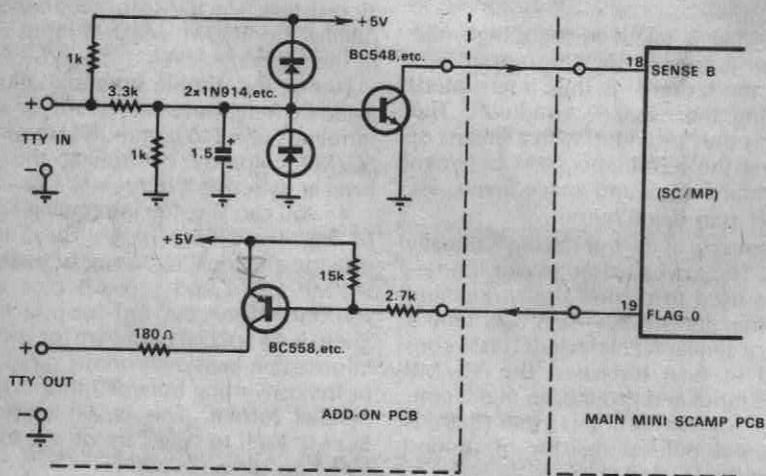 +5V
BC548,etc.
1k
3.3k
2x1N914,etc.
18
SENSE B
+
TTY IN
−
1k
1.5
+
-
(SC/MP)
+5V
15k
2.7k
19
FLAG 0
BC558,etc.
180Ω
+
TTY OUT
−
ADD-ON PCB
MAIN MINI SCAMP PCB